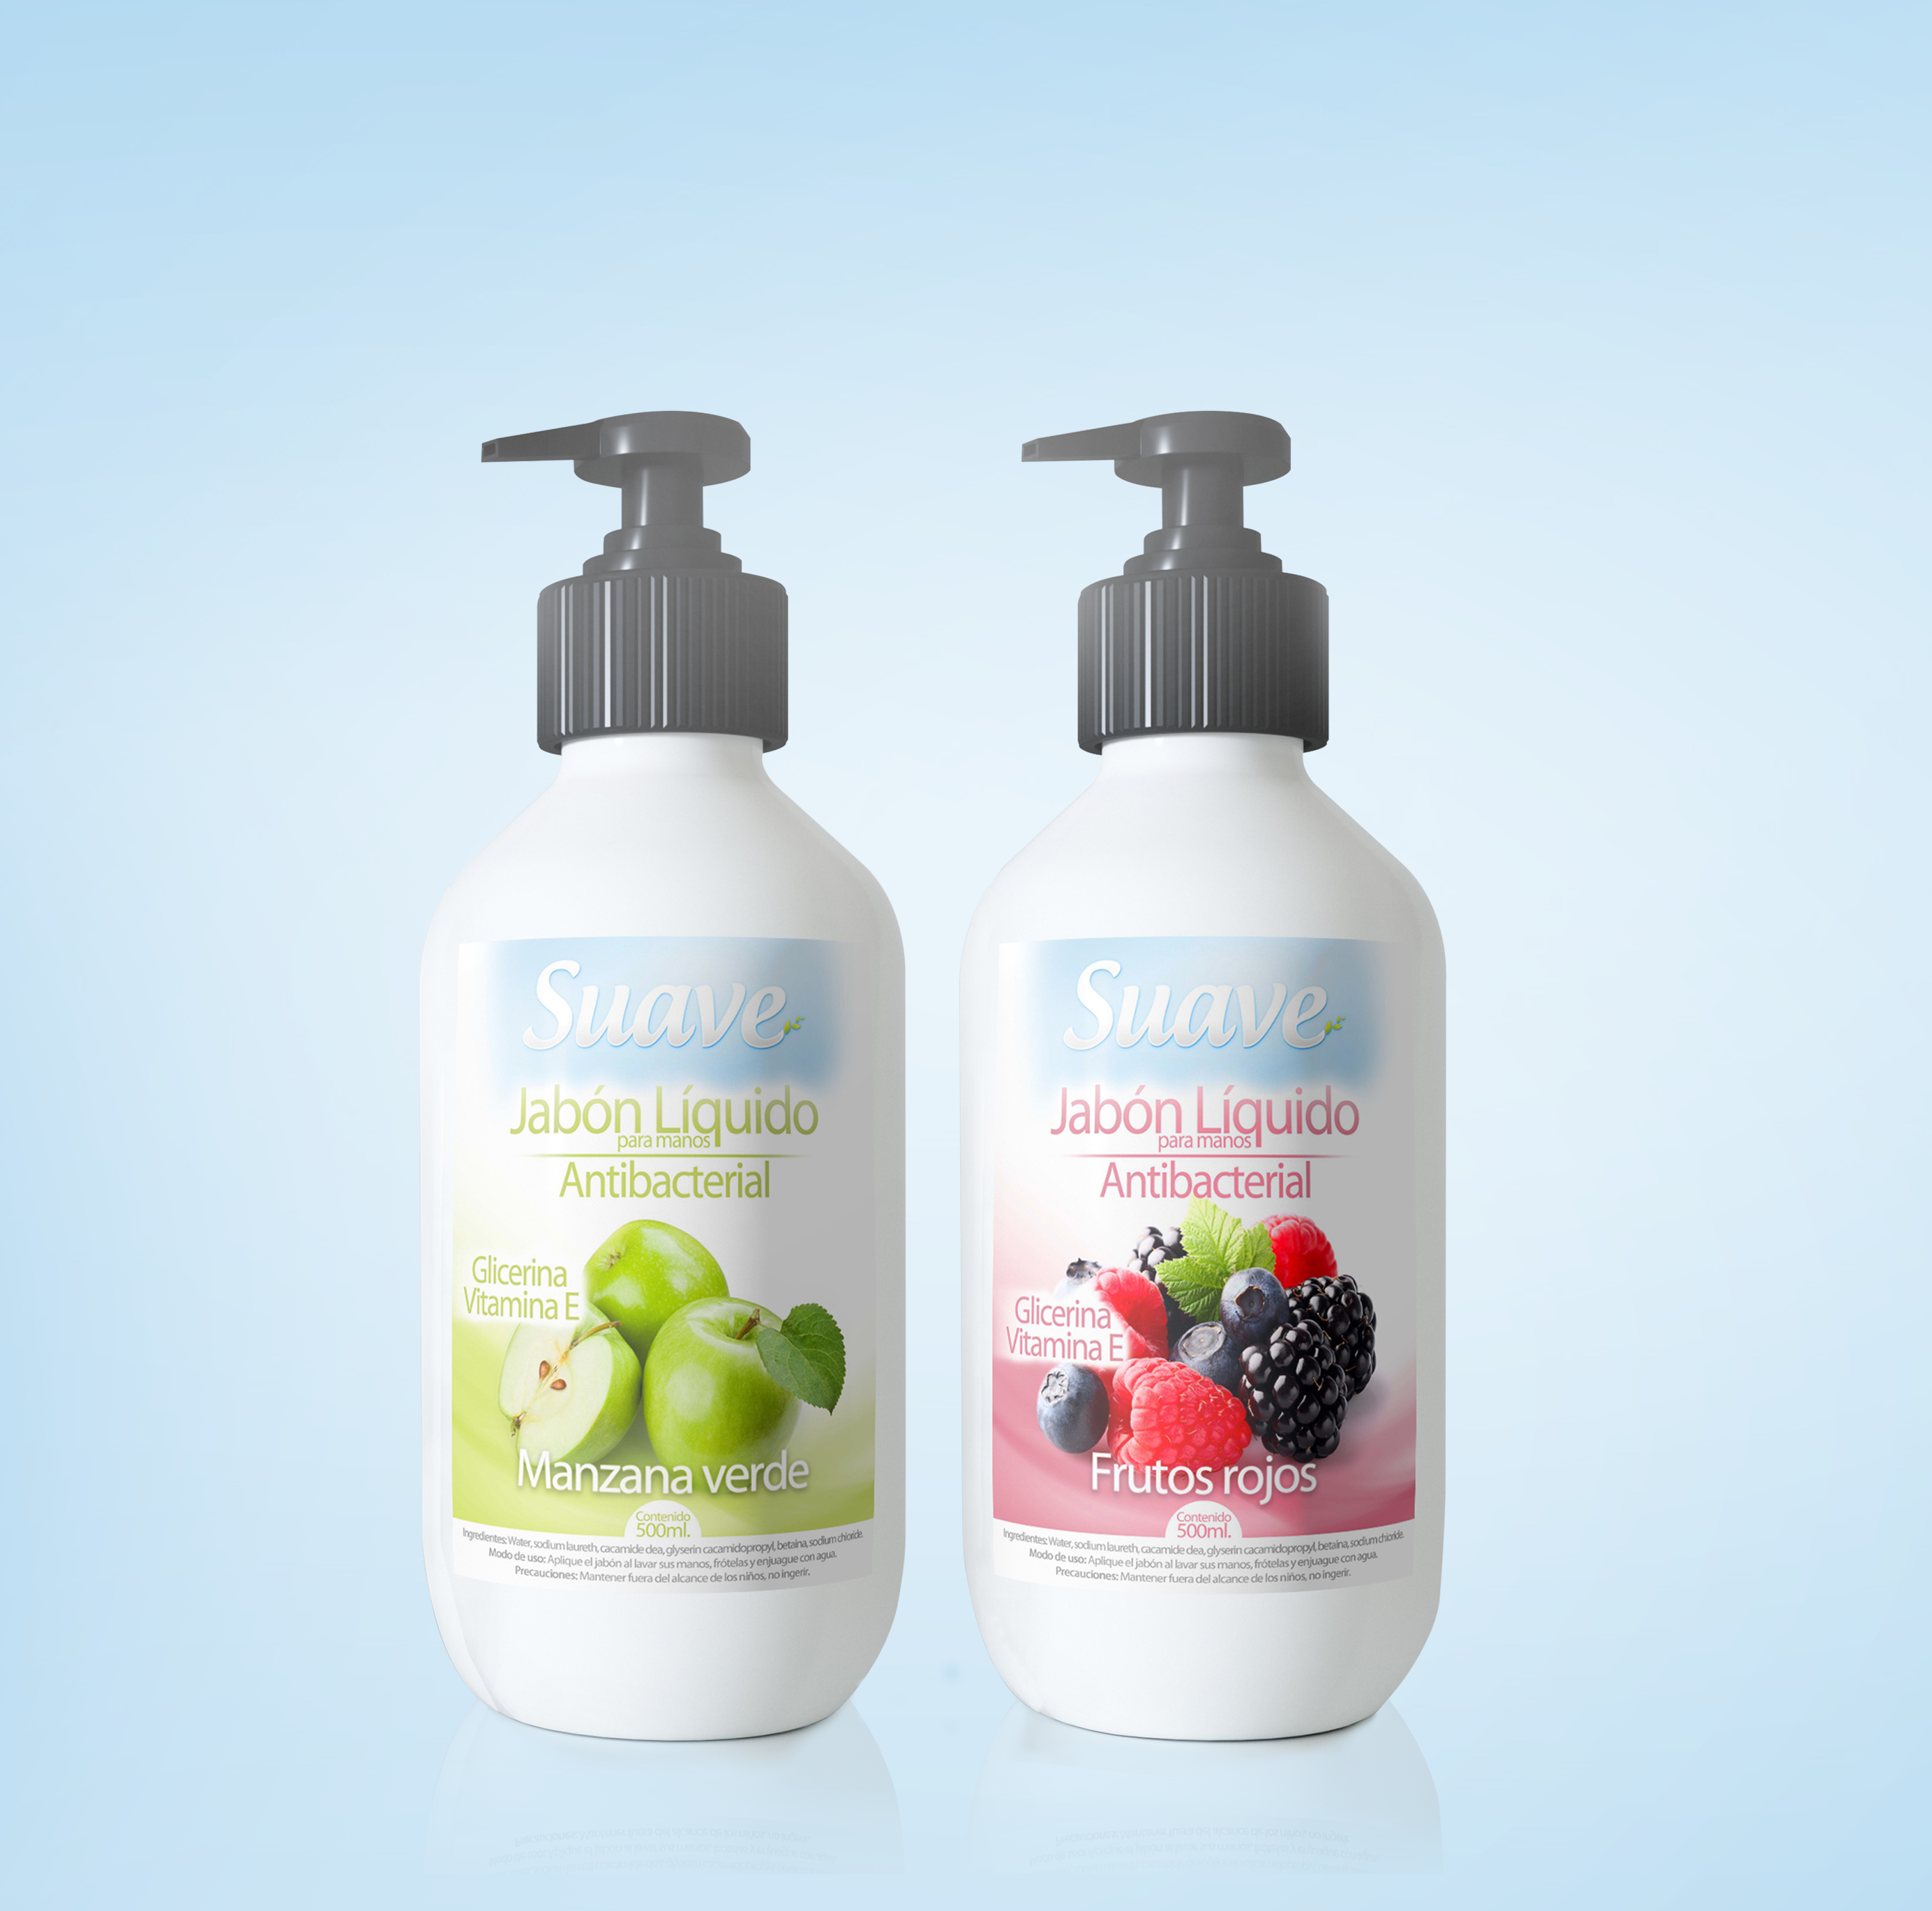 Suave
Jabón Líquido
para manos
Antibacterial
Glicerina
Vitamina E
Manzana verde
Contenido
500ml.
Ingredientes: Water, sodium laureth, cacamide dea, glyserin cacamidopropyl, betaina, sodium chloride.
Modo de uso: Aplique el jabón al lavar sus manos, frótelas y enjuague con agua.
Precauciones: Mantener fuera del alcance de los niños, no ingerir.
Suave
Jabón Líquido
para manos
Antibacterial
Glicerina
Vitamina E
Frutos rojos
Contenido
500ml.
Ingredientes: Water, sodium laureth, cacamide dea, glyserin cacamidopropyl, betaina, sodium chloride.
Modo de uso: Aplique el jabón al lavar sus manos, frótelas y enjuague con agua.
Precauciones: Mantener fuera del alcance de los niños, no ingerir.